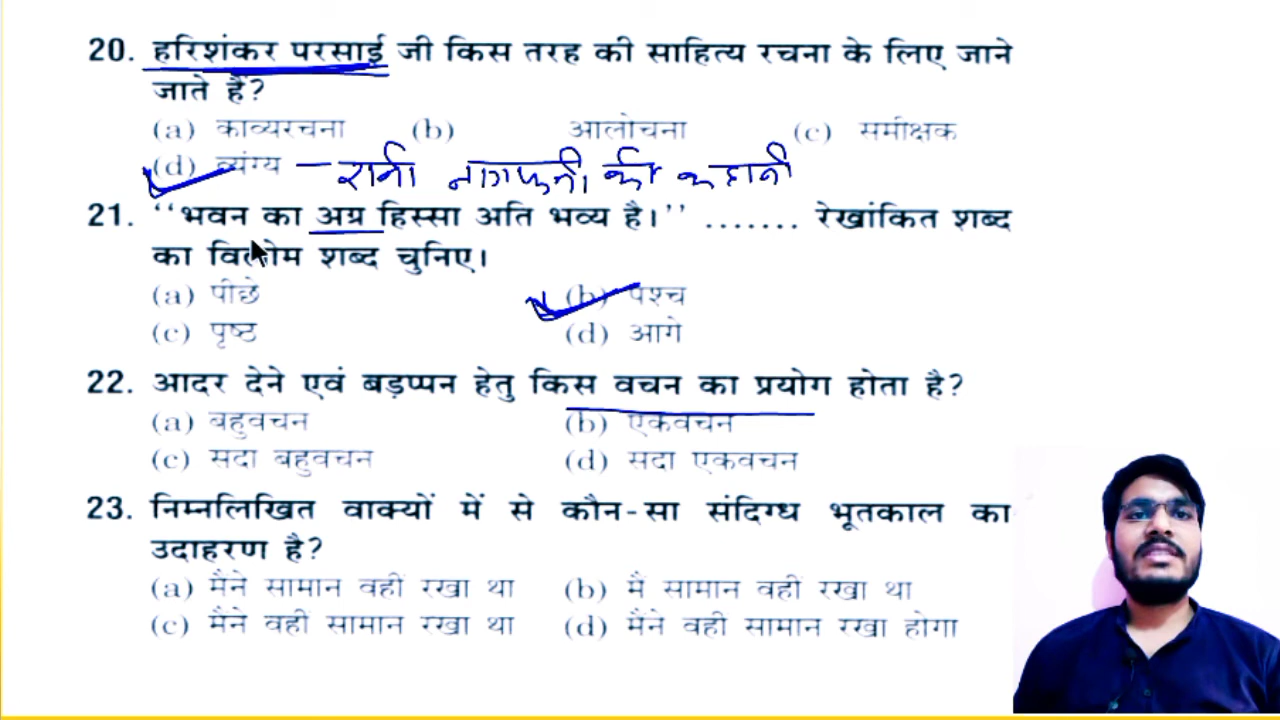 20. हरिशंकर परसाई जी किस तरह की साहित्य रचना के लिए जाने
जाते हैं?
(a) काव्यरचना (b) आलोचना (c) समीक्षक
(d) व्यंग्य – रानी नागफनी की कहानी
21. ‘‘भवन का अग्र हिस्सा अति भव्य है।’’ ....... रेखांकित शब्द
का विलोम शब्द चुनिए।
(a) पीछे (b) पश्च
(c) पृष्ठ (d) आगे
22. आदर देने एवं बड़प्पन हेतु किस वचन का प्रयोग होता है?
(a) बहुवचन (b) एकवचन
(c) सदा बहुवचन (d) सदा एकवचन
23. निम्नलिखित वाक्यों में से कौन-सा संदिग्ध भूतकाल का
उदाहरण है?
(a) मैंने सामान वहीं रखा था (b) मैं सामान वहीं रखा था
(c) मैंने वहीं सामान रखा था (d) मैंने वही सामान रखा होगा